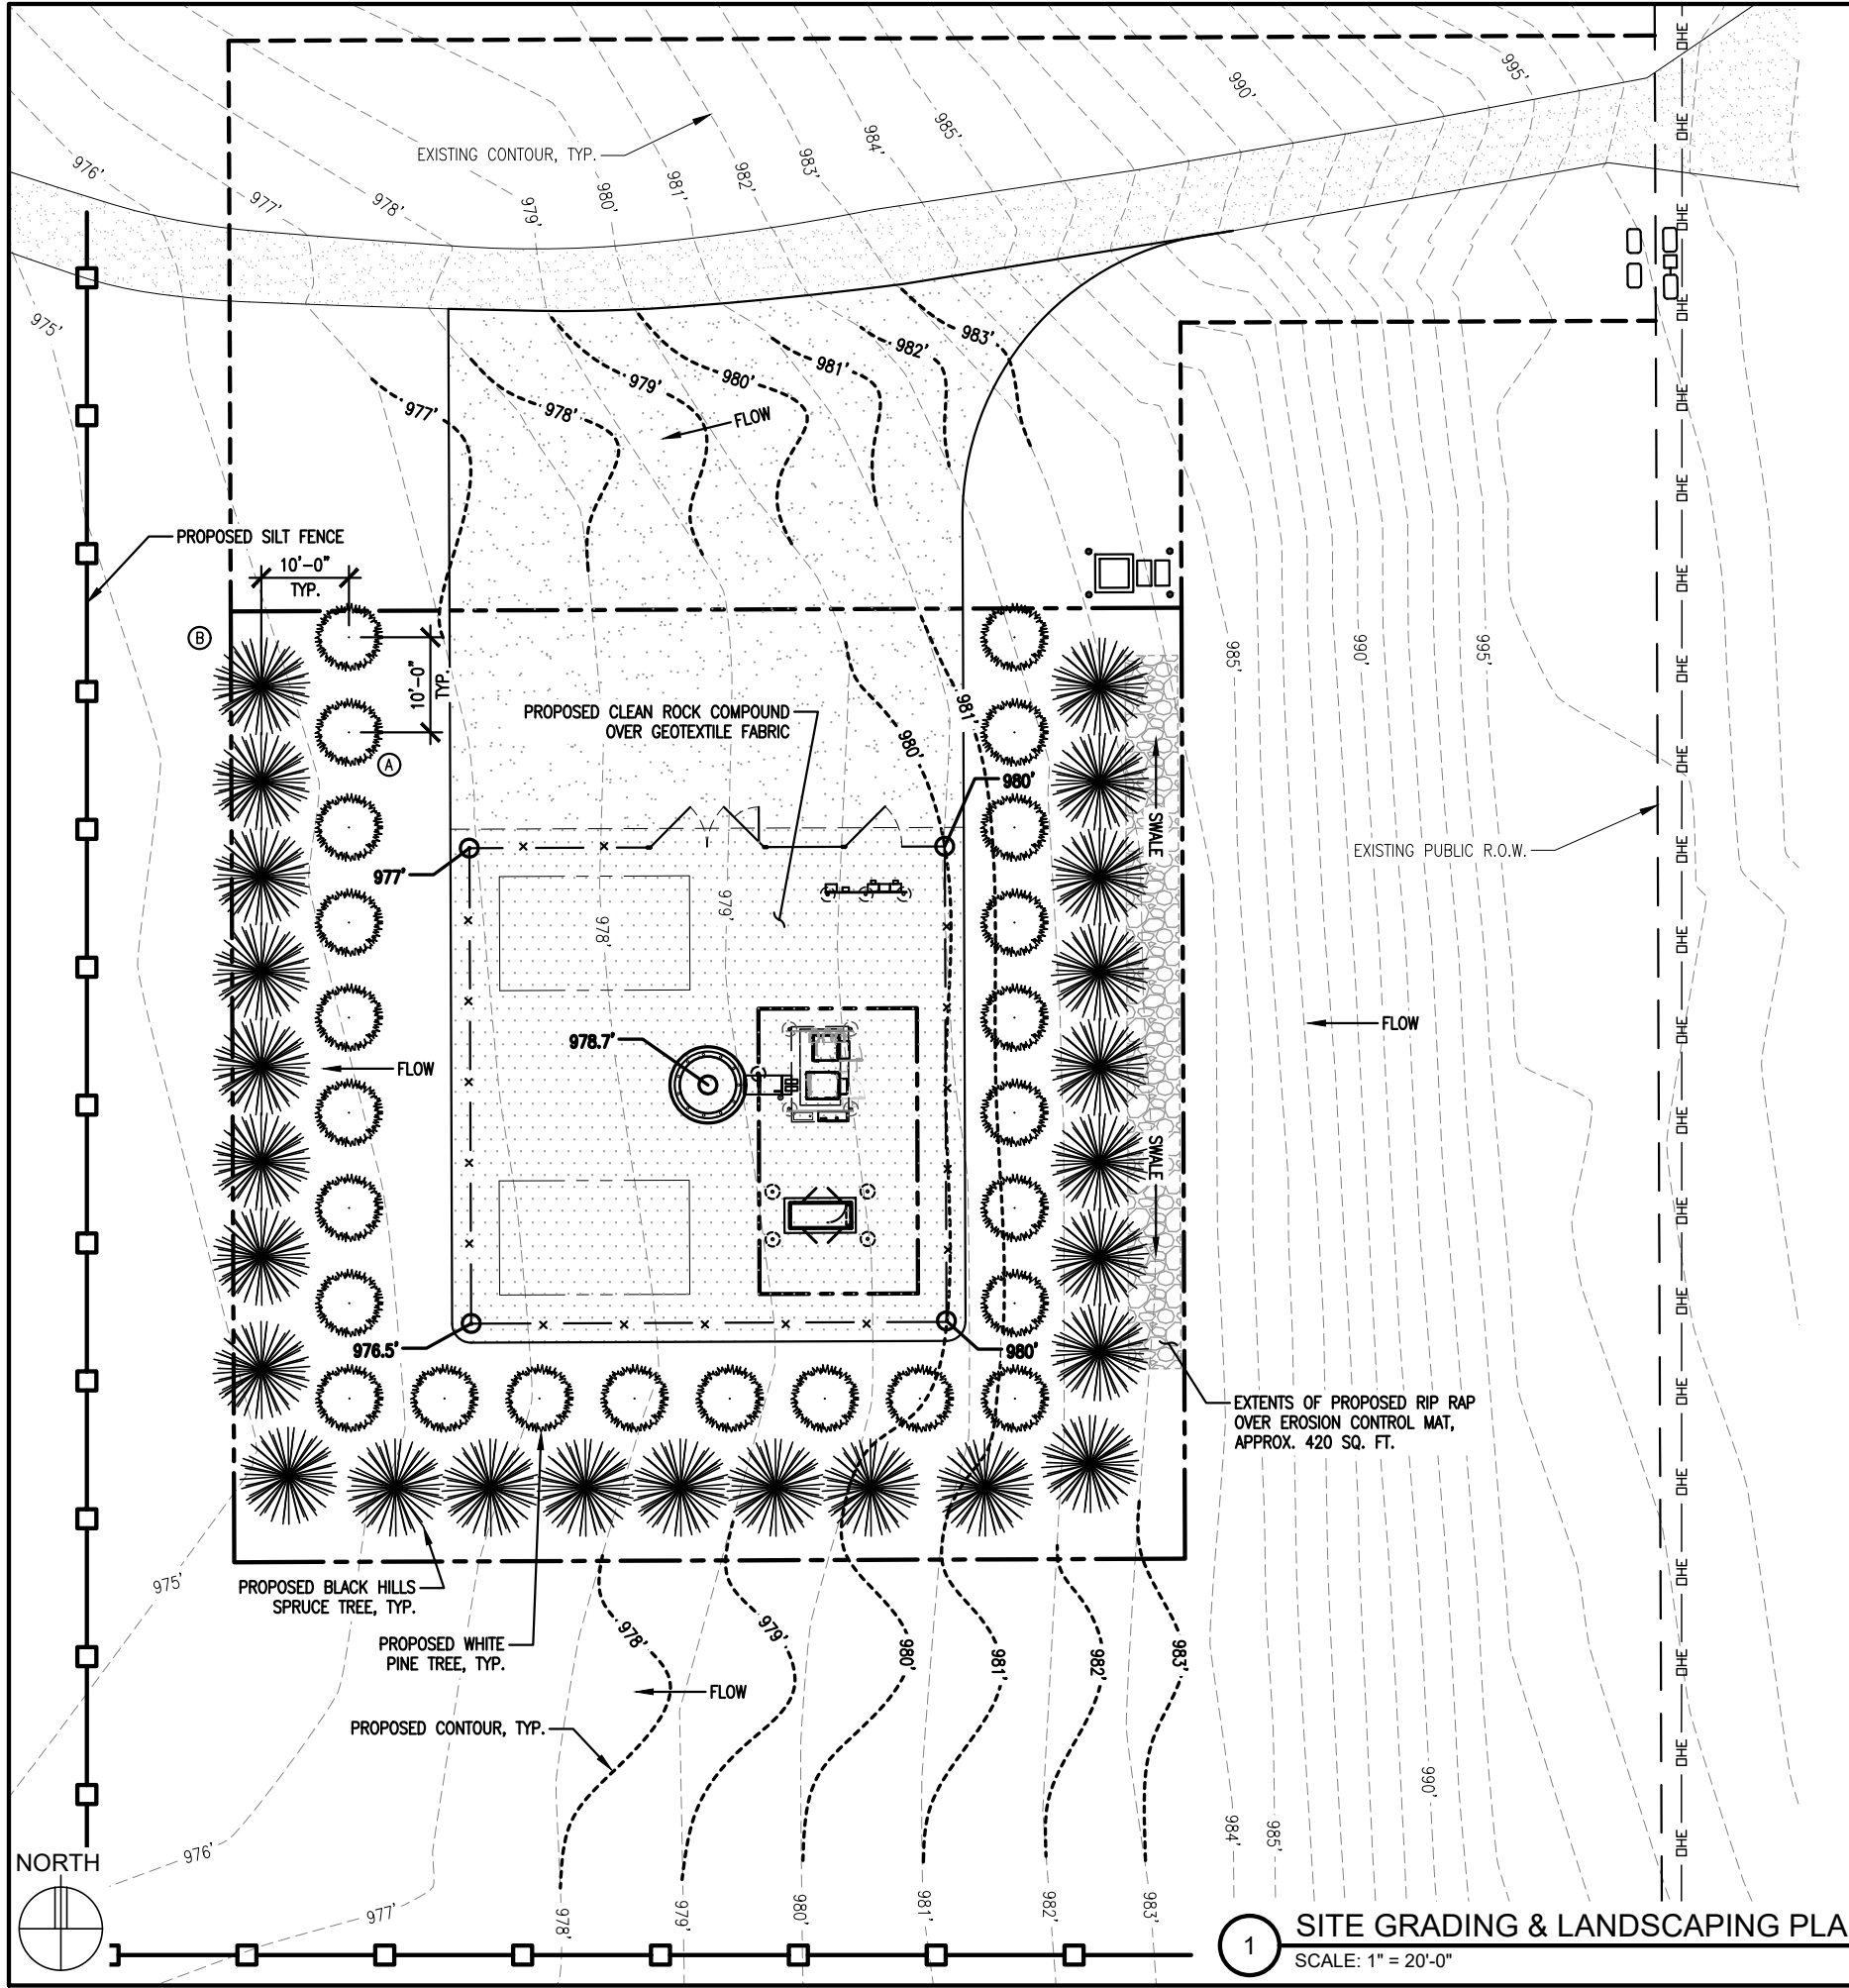 OHE
995'
990'
985'
984'
983'
982'
981'
980'
979'
978'
977'
976'
975'
EXISTING CONTOUR, TYP.
983'
982'
981'
980'
979'
978'
977'
FLOW
PROPOSED SILT FENCE
10'-0"
TYP.
B
10'-0"
TYP.
A
PROPOSED CLEAN ROCK COMPOUND
OVER GEOTEXTILE FABRIC
981'
980'
980'
985'
990'
995'
SWALE
EXISTING PUBLIC R.O.W.
977'
978'
979'
978.7'
FLOW
FLOW
SWALE
976.5'
980'
EXTENTS OF PROPOSED RIP RAP
OVER EROSION CONTROL MAT,
APPROX. 420 SQ. FT.
975'
PROPOSED BLACK HILLS
SPRUCE TREE, TYP.
PROPOSED WHITE
PINE TREE, TYP.
978'
979'
980'
981'
982'
983'
FLOW
PROPOSED CONTOUR, TYP.
990'
984'
985'
976'
977'
978'
979'
980'
981'
982'
983'
NORTH
1
SITE GRADING & LANDSCAPING PLA
SCALE: 1" = 20'-0"